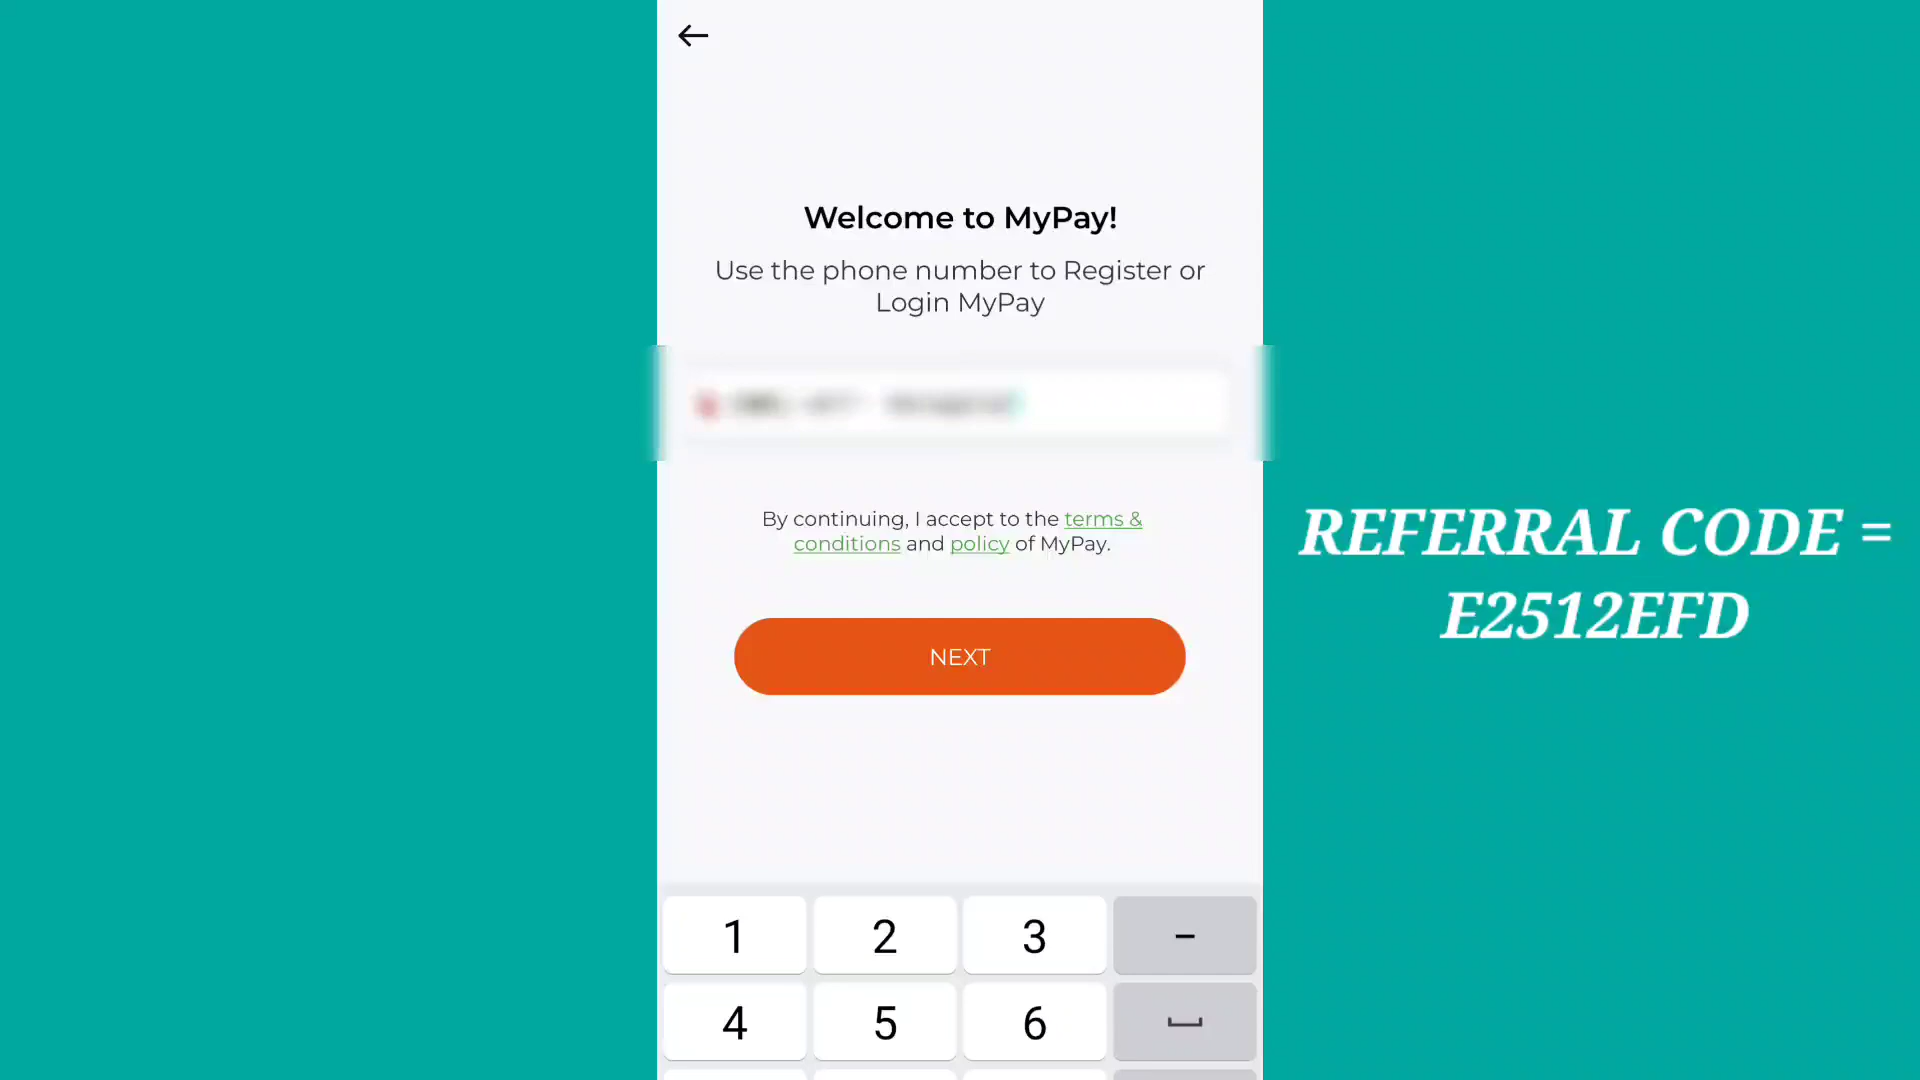 Welcome to MyPay!
Use the phone number to Register or
Login MyPay
By continuing, I accept to the terms &
conditions and policy of MyPay.
NEXT
REFERRAL CODE =
E2512EFD
1 2 3 -
4 5 6